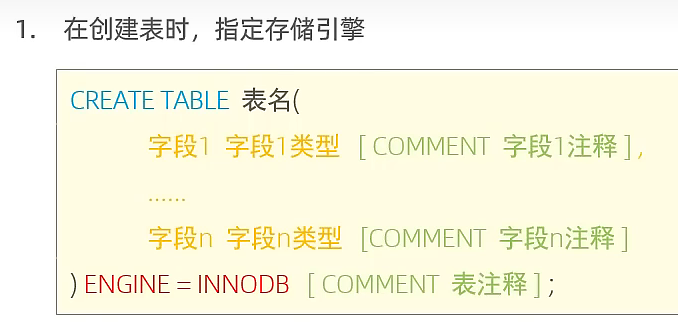 1. 在创建表时，指定存储引擎
CREATE TABLE 表名(
字段1 字段1类型 [ COMMENT 字段1注释 ] ，
......
字段n 字段n类型 [COMMENT 字段n注释 ]
) ENGINE = INNODB [ COMMENT 表注释 ] ;